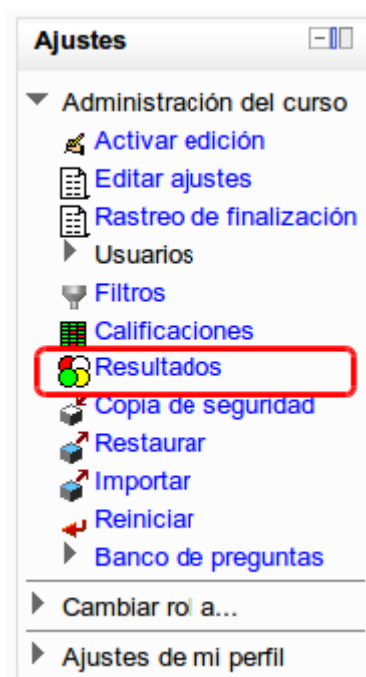 Ajustes
Administración del curso
Activar edición
Editar ajustes
Rastreo de finalización
Usuarios
Filtros
Calificaciones
Resultados
Copia de seguridad
Restaurar
Importar
Reiniciar
Banco de preguntas
Cambiar rol a...
Ajustes de mi perfil